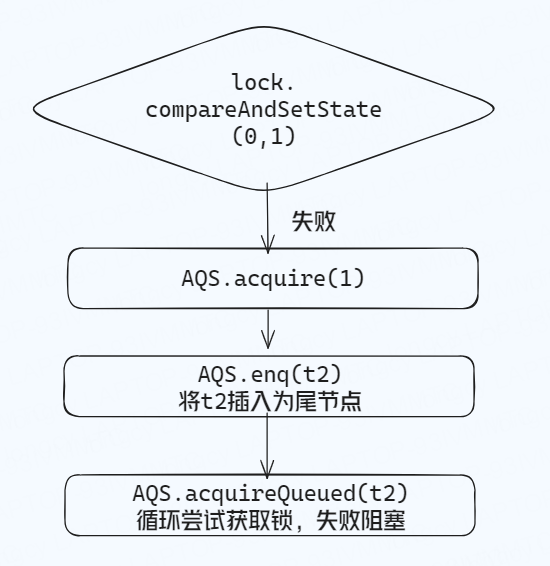 lock.
compareAndSetState
(0,1)
失败
AQS.acquire(1)
AQS.enq(t2)
将t2插入为尾节点
AQS.acquireQueued(t2)
循环尝试获取锁，失败阻塞